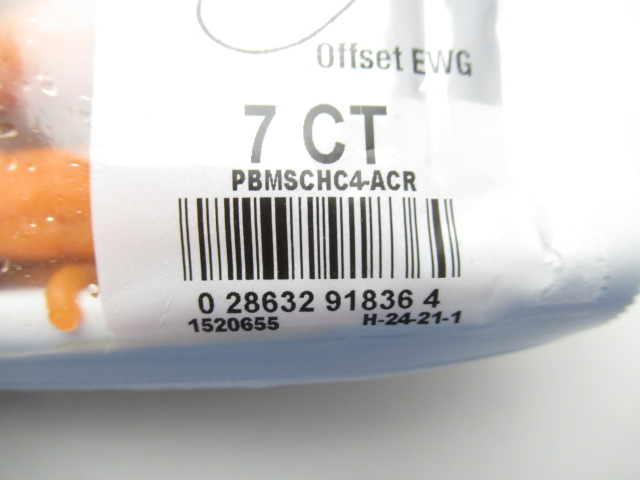 Offset EWG
7 CT
PBMSCHC4-ACR
0 28632 91836 4
1520655 H-24-21-1